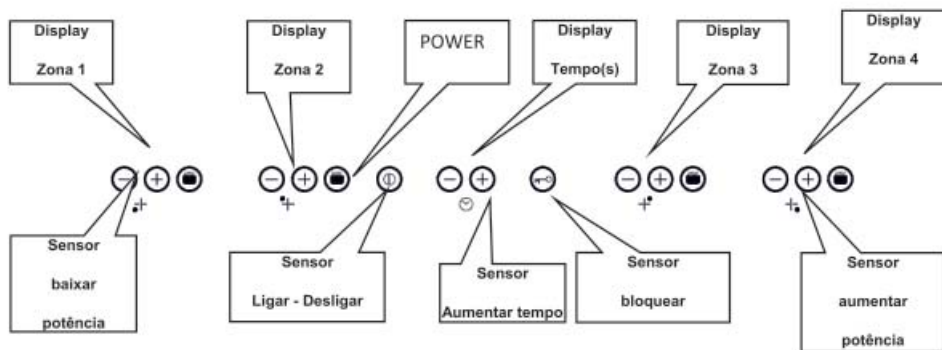 Display
Zona 1
Display
Zona 2
POWER
Display
Tempo(s)
Display
Zona 3
Display
Zona 4
Sensor
baixar
potência
Sensor
Ligar - Desligar
Sensor
Aumentar tempo
Sensor
bloquear
Sensor
aumentar
potência